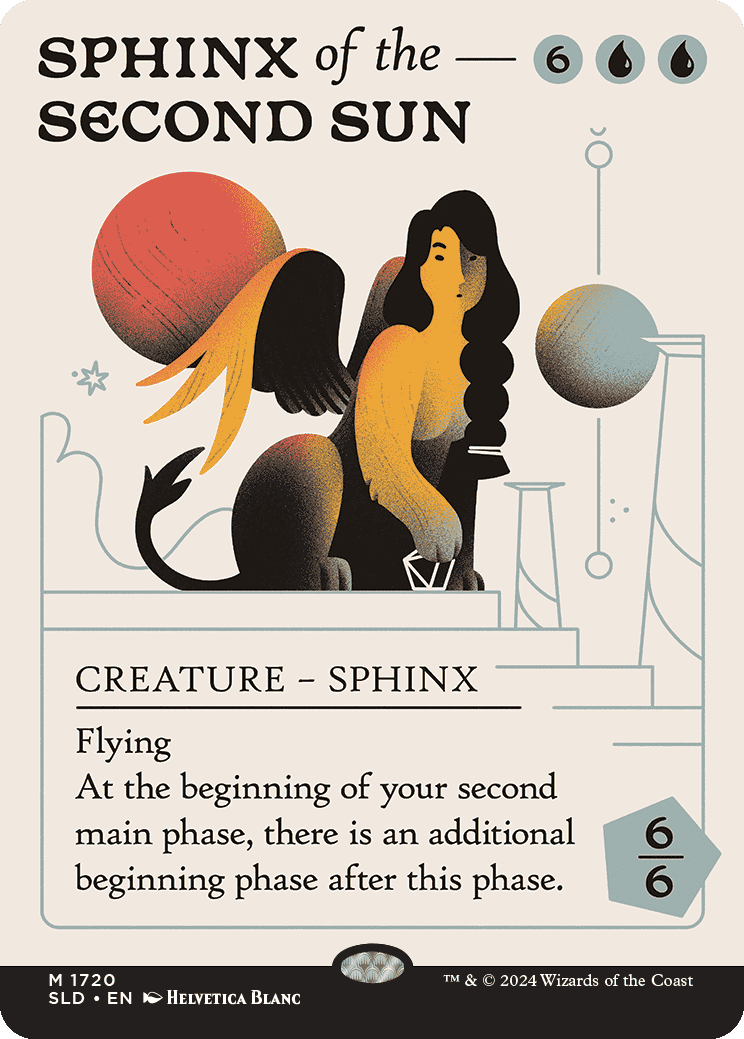 SPHINX of the — 6
SECOND SUN
CREATURE – SPHINX
Flying
At the beginning of your second
main phase, there is an additional
beginning phase after this phase.
6
6
M 1720
SLD • EN HELVETICA BLANC
™ & © 2024 Wizards of the Coast